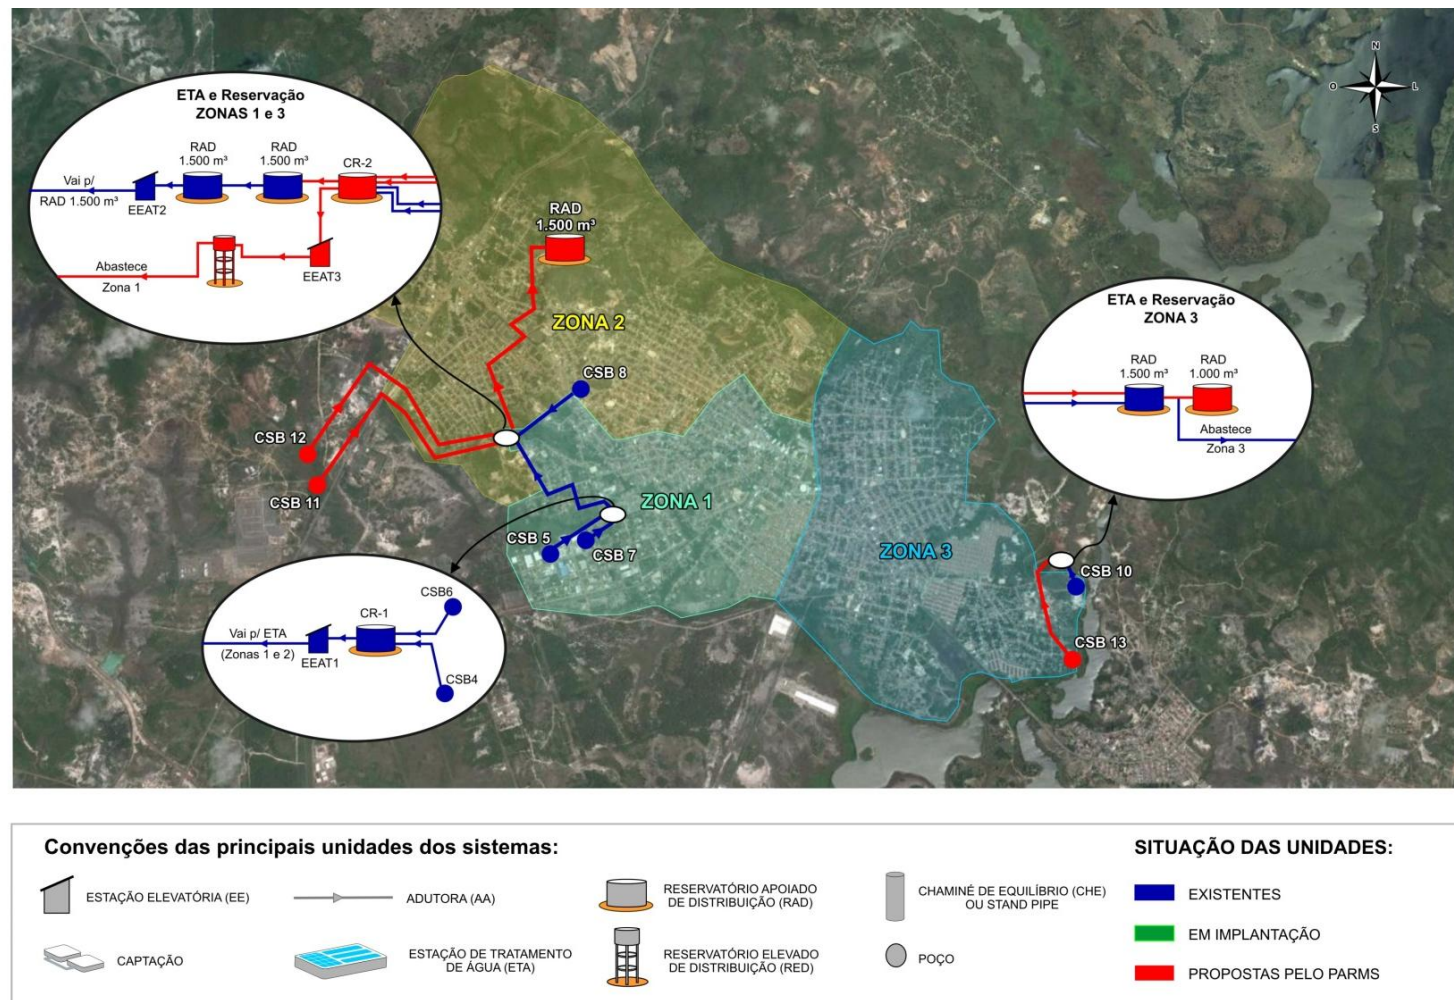 ETA e Reservação
ZONAS 1 e 3
RAD
1.500 m³
RAD
1.500 m³
CR-2
Vai p/
RAD 1.500 m³
EEAT2
Abastece
Zona 1
EEAT3
N
O
L
S
RAD
1.500 m³
ZONA 2
CSB 8
CSB 12
CSB 11
ZONA 1
CSB 5
CSB 7
ZONA 3
CSB 10
CSB 13
ETA e Reservação
ZONA 3
RAD
1.500 m³
RAD
1.000 m³
Abastece
Zona 3
CSB6
CR-1
Vai p/ ETA
(Zonas 1 e 2)
EEAT1
CSB4
Convenções das principais unidades dos sistemas:
ESTAÇÃO ELEVATÓRIA (EE)
ADUTORA (AA)
RESERVATÓRIO APOIADO
DE DISTRIBUIÇÃO (RAD)
CHAMINÉ DE EQUILÍBRIO (CHE)
OU STAND PIPE
CAPTAÇÃO
ESTAÇÃO DE TRATAMENTO
DE ÁGUA (ETA)
RESERVATÓRIO ELEVADO
DE DISTRIBUIÇÃO (RED)
POÇO
SITUAÇÃO DAS UNIDADES:
EXISTENTES
EM IMPLANTAÇÃO
PROPOSTAS PELO PARMS